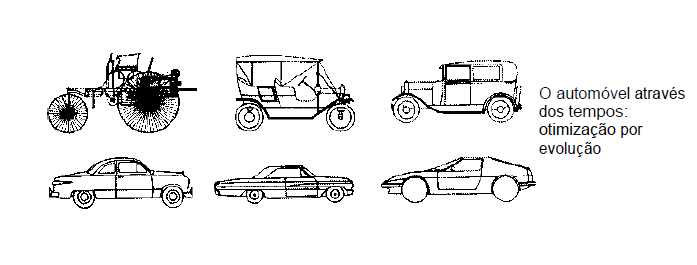 O automóvel através
dos tempos:
otimização por
evolução